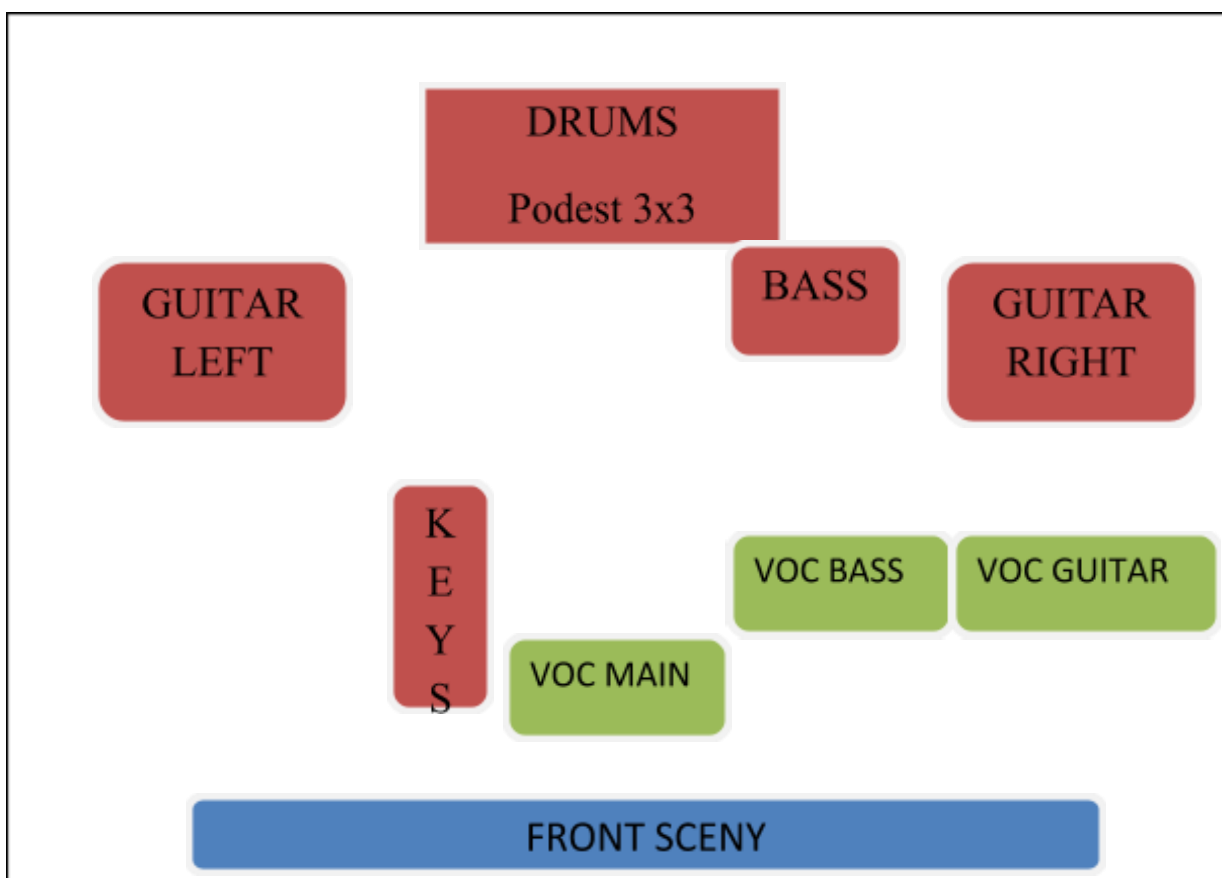 DRUMS
Podest 3x3
GUITAR
LEFT
BASS
GUITAR
RIGHT
K
E
Y
S
VOC BASS
VOC GUITAR
VOC MAIN
FRONT SCENY